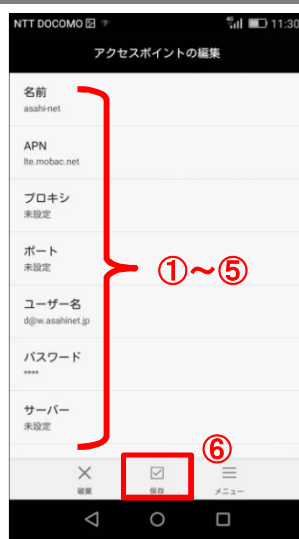 NTT DOCOMO 11:30
アクセスポイントの編集
名前
asahi-net
APN
lte.mobac.net
プロキシ
未設定
ポート
未設定
①～⑤
ユーザー名
d@w.asahinet.jp
パスワード
****
サーバー
未設定
⑥
破棄 保存 メニュー